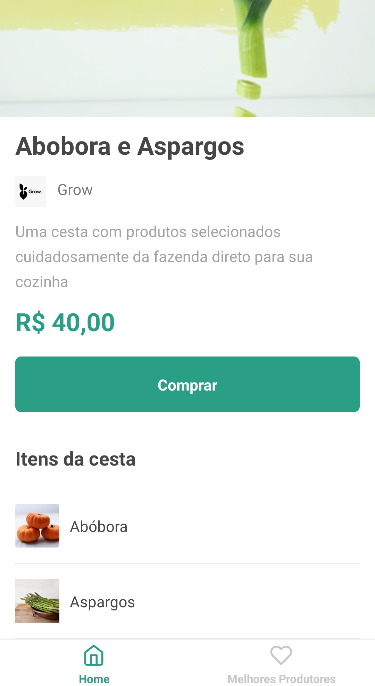 Abobora e Aspargos
Grow
Grow
Uma cesta com produtos selecionados
cuidadosamente da fazenda direto para sua
cozinha
R$ 40,00
Comprar
Itens da cesta
Abóbora
Aspargos
Home
Melhores Produtores